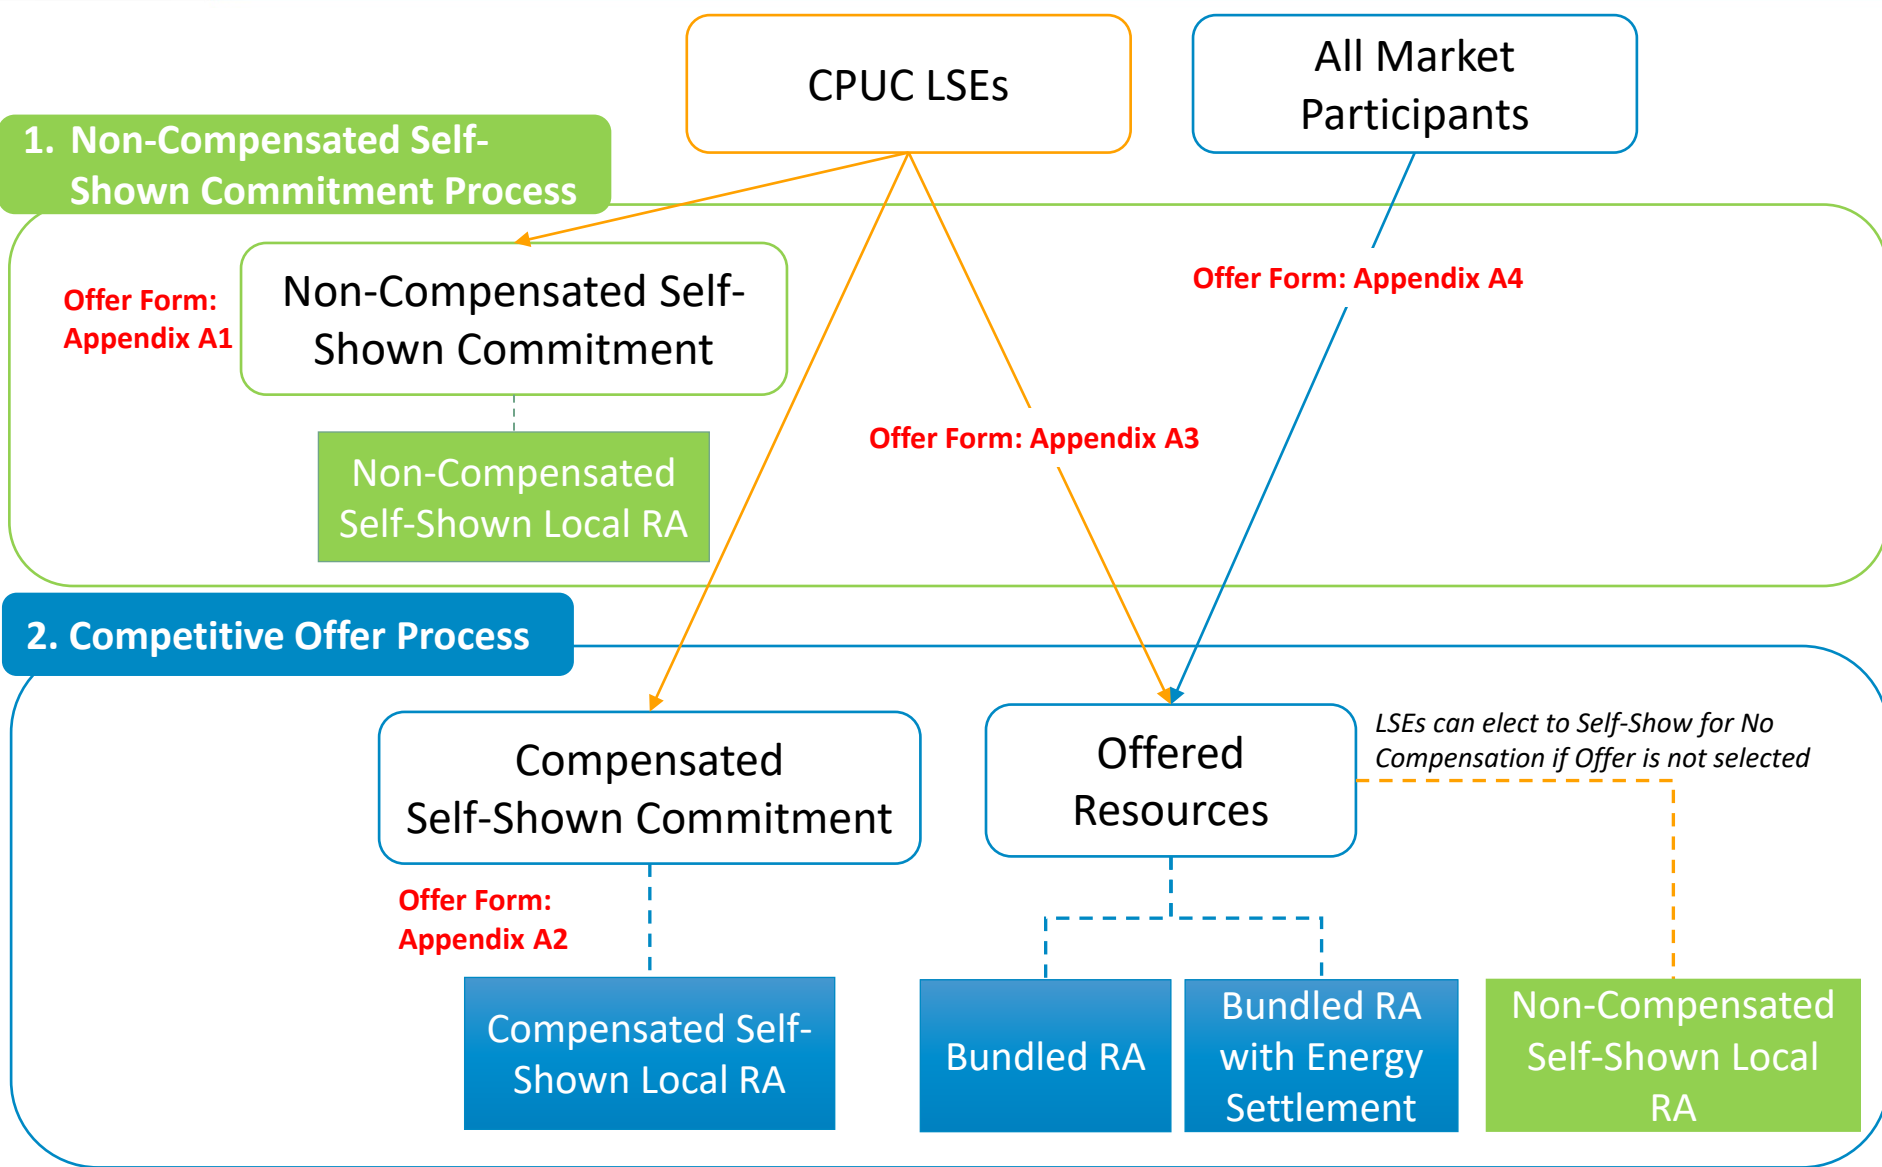 CPUC LSEs
All Market
Participants
1. Non-Compensated Self-
Shown Commitment Process
Offer Form:
Appendix A1
Non-Compensated Self-
Shown Commitment
Offer Form: Appendix A4
Offer Form: Appendix A3
Non-Compensated
Self-Shown Local RA
2. Competitive Offer Process
Compensated
Self-Shown Commitment
Offered
Resources
LSEs can elect to Self-Show for No
Compensation if Offer is not selected
Offer Form:
Appendix A2
Compensated Self-
Shown Local RA
Bundled RA
Bundled RA
with Energy
Settlement
Non-Compensated
Self-Shown Local
RA